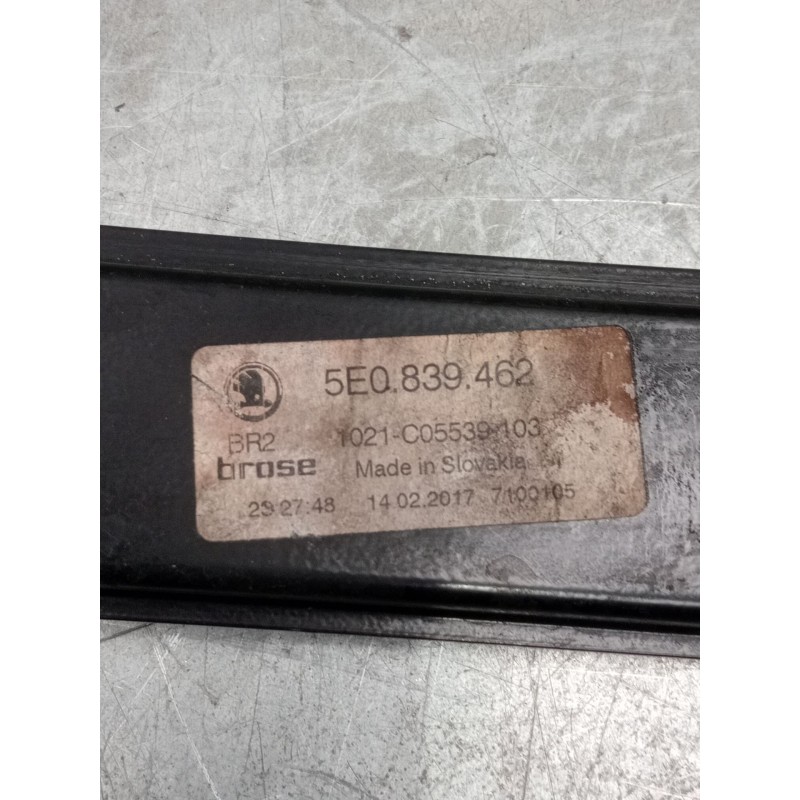 5E0.839.462
BR2
1021-C05539-103
brose
Made in Slovakia
23:27:48 14.02.2017 7100105